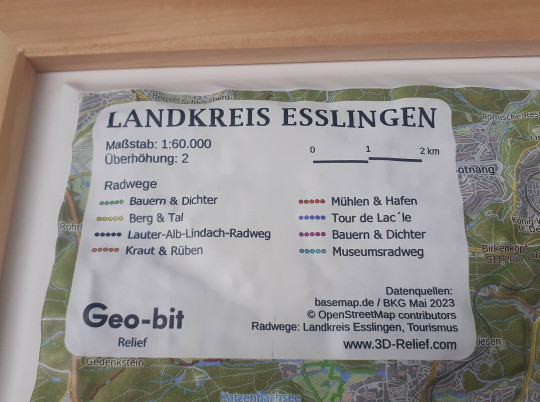 LANDKREIS ESSLINGEN
Maßstab: 1:60.000
Überhöhung: 2
0 1 2 km
Radwege
Bauern & Dichter
Berg & Tal
Lauter-Alb-Lindach-Radweg
Kraut & Rüben
Mühlen & Hafen
Tour de Lac´le
Bauern & Dichter
Museumsradweg
Datenquellen:
basemap.de / BKG Mai 2023
© OpenStreetMap contributors
Radwege: Landkreis Esslingen, Tourismus
www.3D-Relief.com
Geo-bit
Relief
Birkenkopf
Gedenkstein
Katzenbachsee